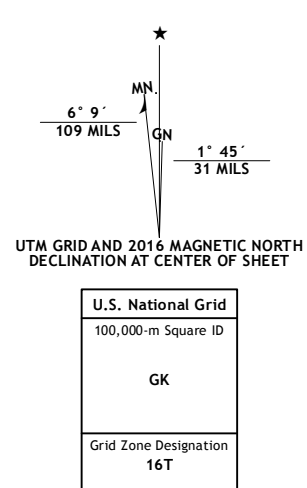 MN.
GN
6° 9´
109 MILS
1° 45´
31 MILS
UTM GRID AND 2016 MAGNETIC NORTH
DECLINATION AT CENTER OF SHEET
U.S. National Grid
100,000-m Square ID
GK
Grid Zone Designation
16T